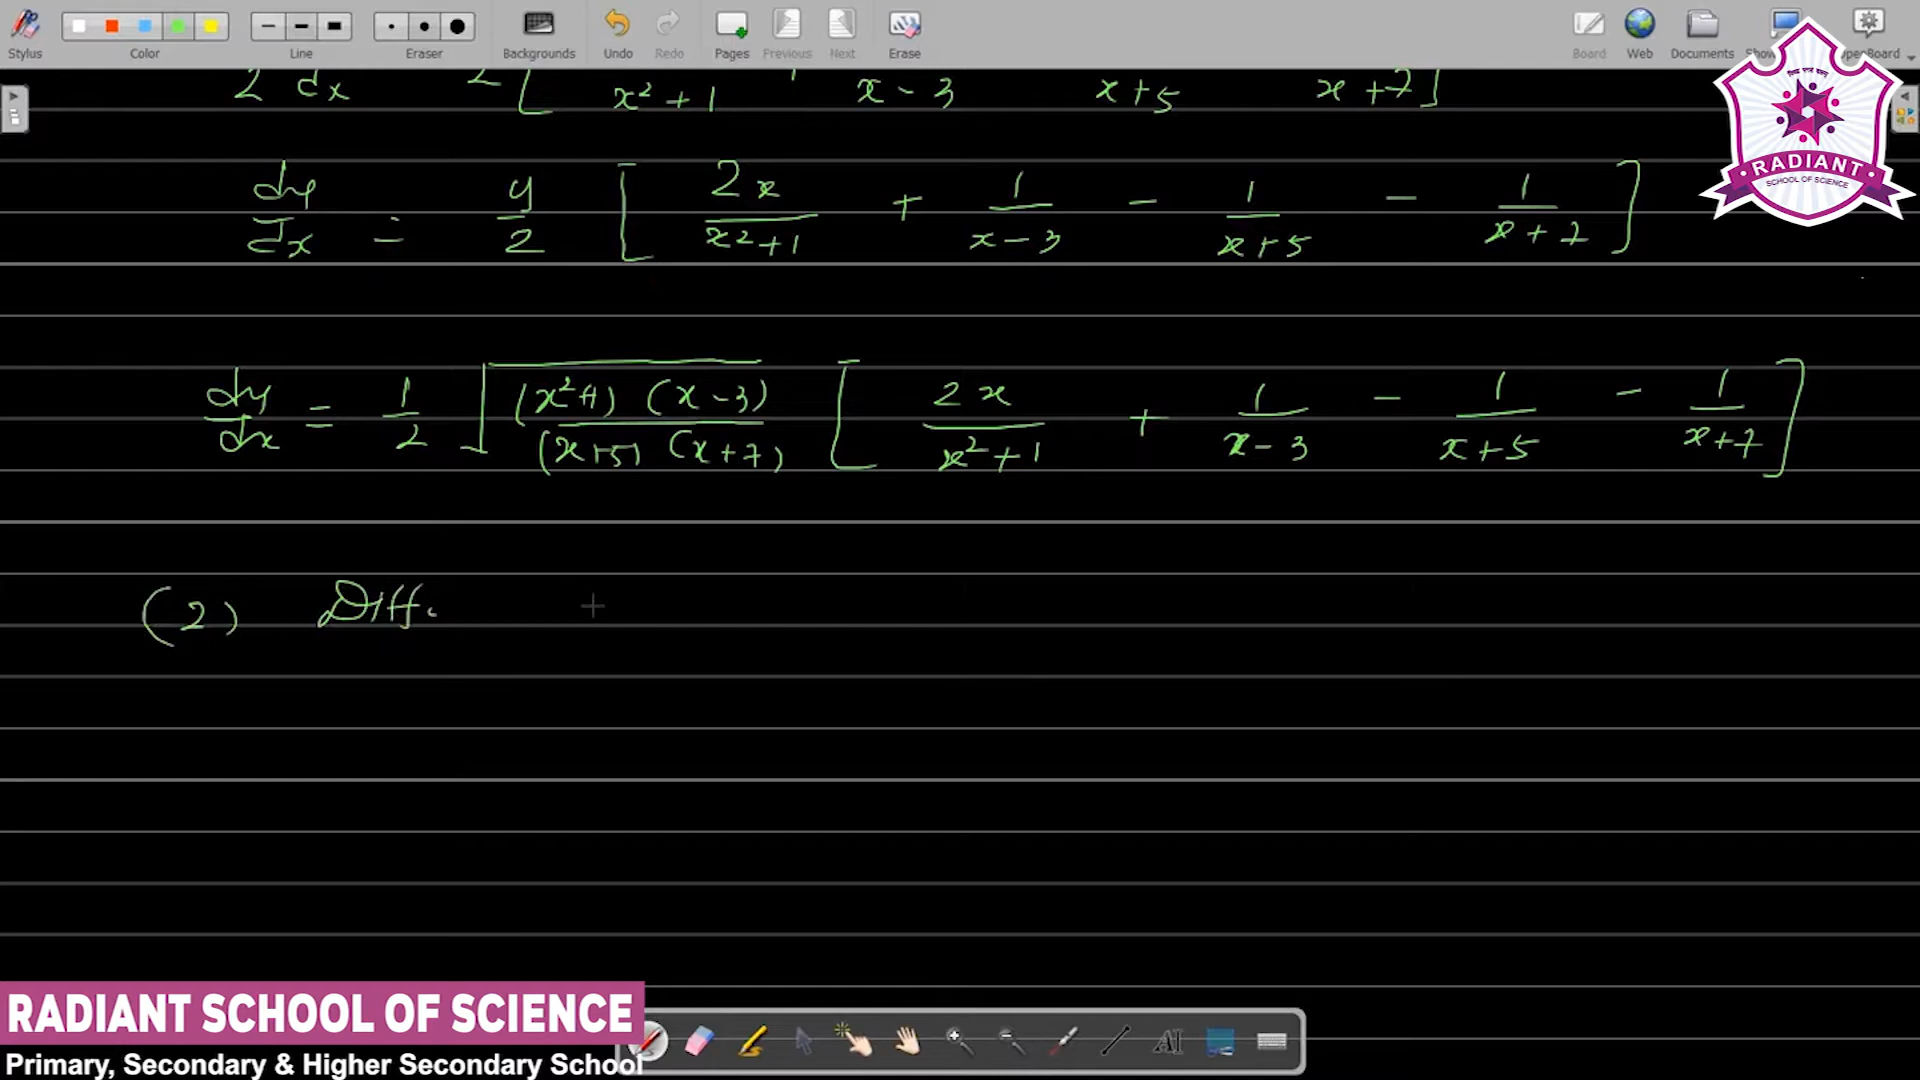 Stylus Color Line Eraser Backgrounds Undo Redo Pages Previous Next Erase Board Web Documents OpenBoard
2 dx 2 [ x² + 1 x - 3 x + 5 x + 7 ]
dy/dx = y/2 [ 2x/(x²+1) + 1/(x-3) - 1/(x+5) - 1/(x+7) ]
dy/dx = 1/2 √((x²+1) (x-3)/(x+5) (x+7)) [ 2x/(x²+1) + 1/(x-3) - 1/(x+5) - 1/(x+7) ]
(2) Diff.
RADIANT
SCHOOL OF SCIENCE
RADIANT SCHOOL OF SCIENCE
Primary, Secondary & Higher Secondary School